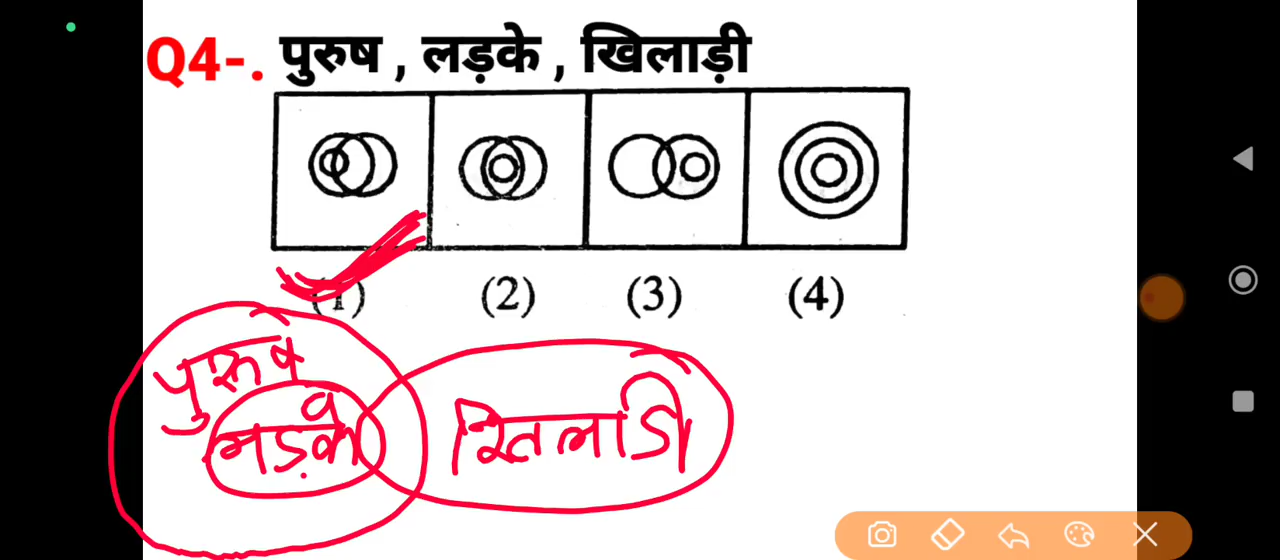 Q4-. पुरुष , लड़के , खिलाड़ी
(1) (2) (3) (4)
पुरुष
लड़के
खिलाडी